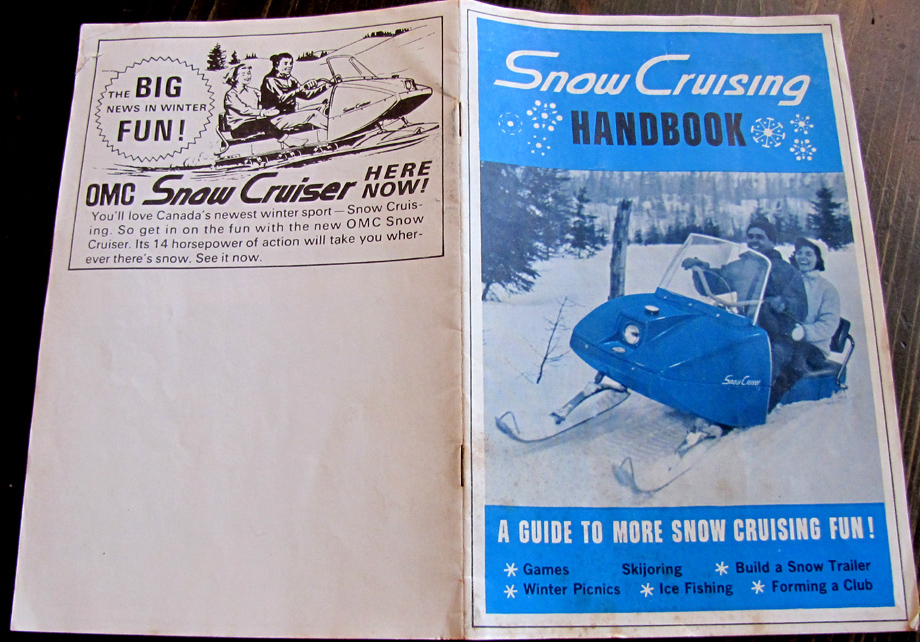 THE BIG
NEWS IN WINTER
FUN!
Snow Cruiser
OMC Snow Cruiser HERE NOW!
You'll love Canada's newest winter sport — Snow Cruis-
ing. So get in on the fun with the new OMC Snow
Cruiser. Its 14 horsepower of action will take you wher-
ever there's snow. See it now.
Snow Cruising
HANDBOOK
Snow Cruiser
A GUIDE TO MORE SNOW CRUISING FUN!
* Games Skijoring * Build a Snow Trailer
* Winter Picnics * Ice Fishing * Forming a Club